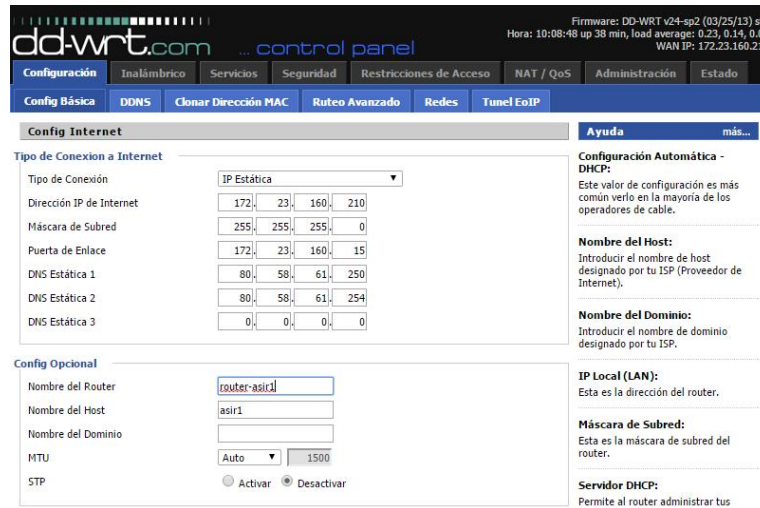 dd-wrt.com ... control panel
Firmware: DD-WRT v24-sp2 (03/25/13) s
Hora: 10:08:48 up 38 min, load average: 0.23, 0.14, 0.0
WAN IP: 172.23.160.21
Configuración Inalámbrico Servicios Seguridad Restricciones de Acceso NAT / QoS Administración Estado
Config Básica DDNS Clonar Dirección MAC Ruteo Avanzado Redes Tunel EoIP
Config Internet
Tipo de Conexion a Internet
Tipo de Conexión IP Estática
Dirección IP de Internet 172. 23. 160. 210
Máscara de Subred 255. 255. 255. 0
Puerta de Enlace 172. 23. 160. 15
DNS Estática 1 80. 58. 61. 250
DNS Estática 2 80. 58. 61. 254
DNS Estática 3 0. 0. 0. 0
Config Opcional
Nombre del Router router-asir1
Nombre del Host asir1
Nombre del Dominio
MTU Auto 1500
STP Activar Desactivar
Ayuda más...
Configuración Automática -
DHCP:
Este valor de configuración es más
común verlo en la mayoría de los
operadores de cable.
Nombre del Host:
Introducir el nombre de host
designado por tu ISP (Proveedor de
Internet).
Nombre del Dominio:
Introducir el nombre de dominio
designado por tu ISP.
IP Local (LAN):
Esta es la dirección del router.
Máscara de Subred:
Esta es la máscara de subred del
router.
Servidor DHCP:
Permite al router administrar tus